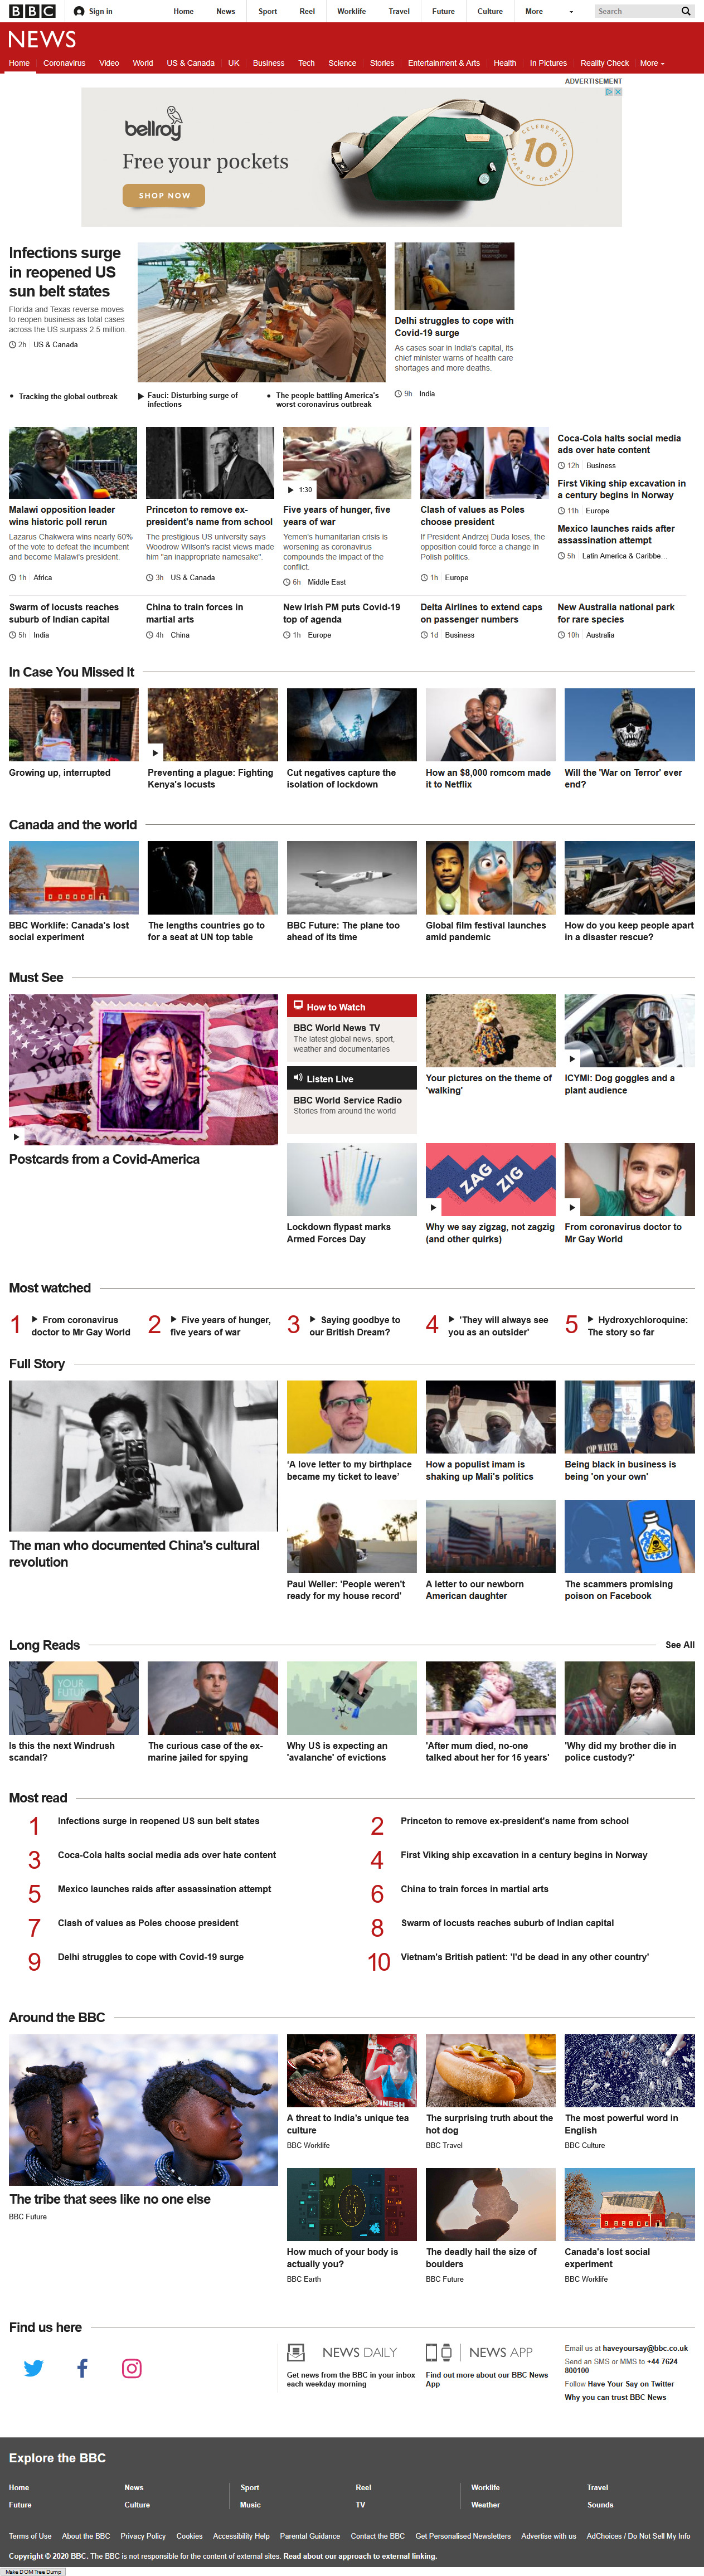 BBC
Sign in
Home
News
Sport
Reel
Worklife
Travel
Future
Culture
More
Search
NEWS
Home
Coronavirus
Video
World
US & Canada
UK
Business
Tech
Science
Stories
Entertainment & Arts
Health
In Pictures
Reality Check
More
ADVERTISEMENT
bellroy
Free your pockets
SHOP NOW
CELEBRATING
10
YEARS OF CARRY
Infections surge
in reopened US
sun belt states
Florida and Texas reverse moves
to reopen business as total cases
across the US surpass 2.5 million.
2h US & Canada
Tracking the global outbreak
Fauci: Disturbing surge of
infections
The people battling America's
worst coronavirus outbreak
Delhi struggles to cope with
Covid-19 surge
As cases soar in India's capital, its
chief minister warns of health care
shortages and more deaths.
9h India
Malawi opposition leader
wins historic poll rerun
Lazarus Chakwera wins nearly 60%
of the vote to defeat the incumbent
and become Malawi's president.
1h Africa
Princeton to remove ex-
president's name from school
The prestigious US university says
Woodrow Wilson's racist views made
him "an inappropriate namesake".
3h US & Canada
1:30
Five years of hunger, five
years of war
Yemen's humanitarian crisis is
worsening as coronavirus
compounds the impact of the
conflict.
6h Middle East
Clash of values as Poles
choose president
If President Andrzej Duda loses, the
opposition could force a change in
Polish politics.
1h Europe
Coca-Cola halts social media
ads over hate content
12h Business
First Viking ship excavation in
a century begins in Norway
11h Europe
Mexico launches raids after
assassination attempt
5h Latin America & Caribbe...
Swarm of locusts reaches
suburb of Indian capital
5h India
China to train forces in
martial arts
4h China
New Irish PM puts Covid-19
top of agenda
1h Europe
Delta Airlines to extend caps
on passenger numbers
1d Business
New Australia national park
for rare species
10h Australia
In Case You Missed It
Growing up, interrupted
Preventing a plague: Fighting
Kenya's locusts
Cut negatives capture the
isolation of lockdown
How an $8,000 romcom made
it to Netflix
Will the 'War on Terror' ever
end?
Canada and the world
BBC Worklife: Canada's lost
social experiment
The lengths countries go to
for a seat at UN top table
BBC Future: The plane too
ahead of its time
Global film festival launches
amid pandemic
How do you keep people apart
in a disaster rescue?
Must See
Postcards from a Covid-America
How to Watch
BBC World News TV
The latest global news, sport,
weather and documentaries
Listen Live
BBC World Service Radio
Stories from around the world
Your pictures on the theme of
'walking'
ICYMI: Dog goggles and a
plant audience
Lockdown flypast marks
Armed Forces Day
ZAG
ZIG
Why we say zigzag, not zagzig
(and other quirks)
From coronavirus doctor to
Mr Gay World
Most watched
1 From coronavirus
doctor to Mr Gay World
2 Five years of hunger,
five years of war
3 Saying goodbye to
our British Dream?
4 'They will always see
you as an outsider'
5 Hydroxychloroquine:
The story so far
Full Story
The man who documented China's cultural
revolution
'A love letter to my birthplace
became my ticket to leave'
How a populist imam is
shaking up Mali's politics
COP WATCH
Being black in business is
being 'on your own'
Paul Weller: 'People weren't
ready for my house record'
A letter to our newborn
American daughter
The scammers promising
poison on Facebook
Long Reads
See All
YOUR
FUTURE
Is this the next Windrush
scandal?
The curious case of the ex-
marine jailed for spying
Why US is expecting an
'avalanche' of evictions
'After mum died, no-one
talked about her for 15 years'
'Why did my brother die in
police custody?'
Most read
1 Infections surge in reopened US sun belt states
2 Princeton to remove ex-president's name from school
3 Coca-Cola halts social media ads over hate content
4 First Viking ship excavation in a century begins in Norway
5 Mexico launches raids after assassination attempt
6 China to train forces in martial arts
7 Clash of values as Poles choose president
8 Swarm of locusts reaches suburb of Indian capital
9 Delhi struggles to cope with Covid-19 surge
10 Vietnam's British patient: 'I'd be dead in any other country'
Around the BBC
The tribe that sees like no one else
BBC Future
A threat to India's unique tea
culture
BBC Worklife
The surprising truth about the
hot dog
BBC Travel
The most powerful word in
English
BBC Culture
How much of your body is
actually you?
BBC Earth
The deadly hail the size of
boulders
BBC Future
Canada's lost social
experiment
BBC Worklife
Find us here
NEWS DAILY
Get news from the BBC in your inbox
each weekday morning
NEWS APP
Find out more about our BBC News
App
Email us at haveyoursay@bbc.co.uk
Send an SMS or MMS to +44 7624
800100
Follow Have Your Say on Twitter
Why you can trust BBC News
Explore the BBC
Home
News
Sport
Reel
Worklife
Travel
Future
Culture
Music
TV
Weather
Sounds
Terms of Use
About the BBC
Privacy Policy
Cookies
Accessibility Help
Parental Guidance
Contact the BBC
Get Personalised Newsletters
Advertise with us
AdChoices / Do Not Sell My Info
Copyright © 2020 BBC. The BBC is not responsible for the content of external sites. Read about our approach to external linking.
Make DOM Tree Dump